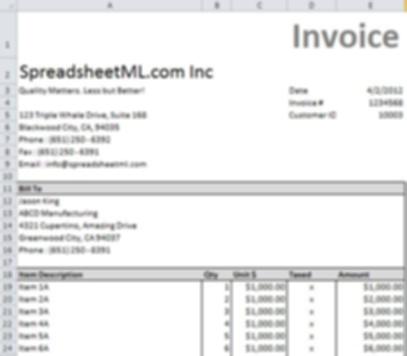 A B C D E
1 Invoice
2 SpreadsheetML.com Inc
3 Quality Matters. Less but Better! Date 4/2/2012
4 Invoice # 1234568
5 123 Triple Whale Drive, Suite 168 Customer ID 10003
6 Blackwood City, CA, 94035
7 Phone : (651) 250 - 6392
8 Fax : (651) 250 - 6391
9 Email : info@spreadsheetml.com
10
11 Bill To
12 Jason King
13 ABCD Manufacturing
14 4321 Cupertino, Amazing Drive
15 Greenwood City, CA 94037
16 Phone : (651) 250 - 8391
17
18 Item Description Qty Unit $ Taxed Amount
19 Item 1A 1 $1,000.00 x $1,000.00
20 Item 2A 2 $1,000.00 x $2,000.00
21 Item 3A 3 $1,000.00 x $3,000.00
22 Item 4A 4 $1,000.00 x $4,000.00
23 Item 5A 5 $1,000.00 x $5,000.00
24 Item 6A 6 $1,000.00 x $6,000.00